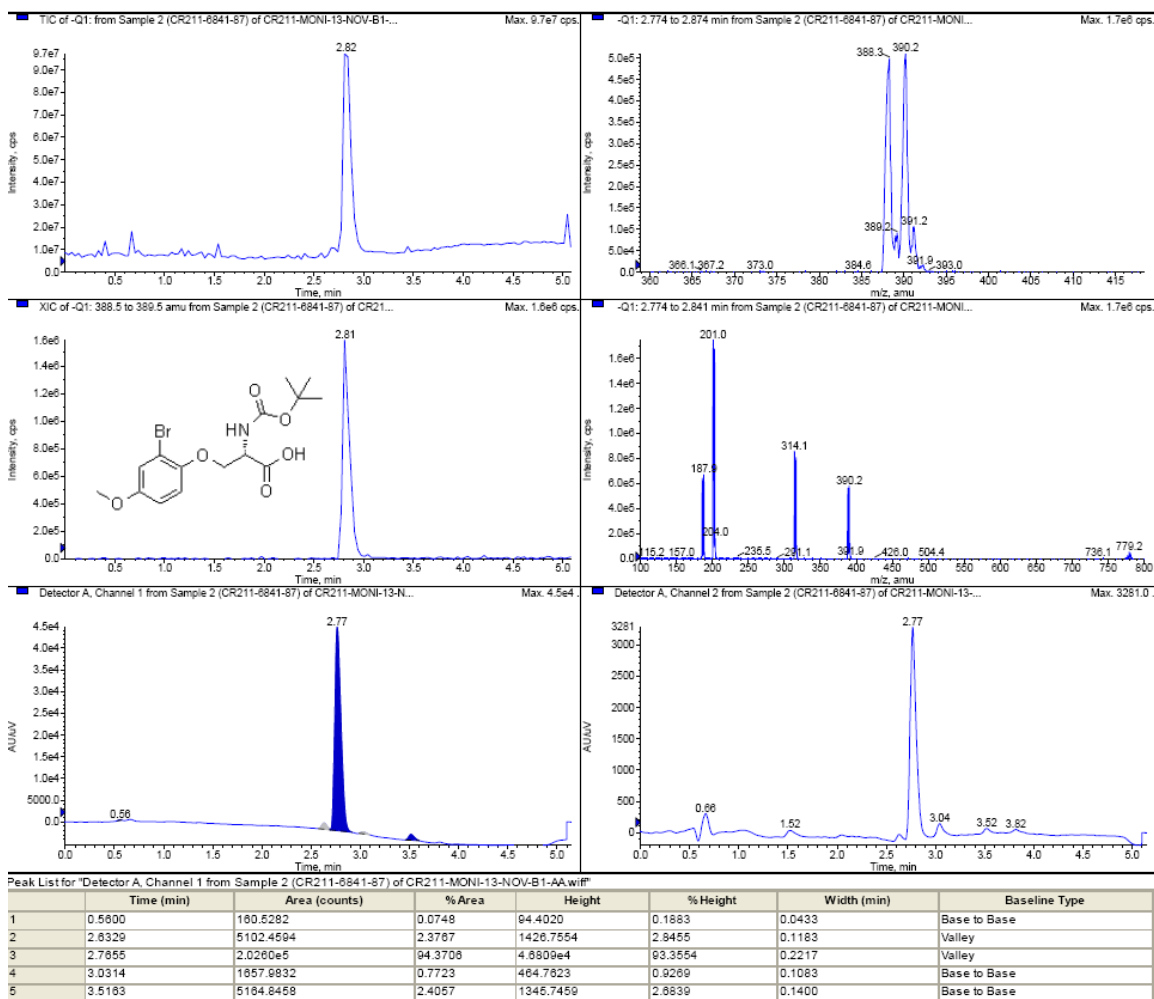 TIC of -Q1: from Sample 2 (CR211-6841-87) of CR211-MONI-13-NOV-B1-... Max. 9.7e7 cps.
2.82
9.7e7
9.0e7
8.0e7
7.0e7
6.0e7
5.0e7
4.0e7
3.0e7
2.0e7
1.0e7
0.0
Intensity, cps
0.5 1.0 1.5 2.0 2.5 3.0 3.5 4.0 4.5 5.0
Time, min
-Q1: 2.774 to 2.874 min from Sample 2 (CR211-6841-87) of CR211-MONI... Max. 1.7e6 cps.
388.3 390.2
5.0e5
4.5e5
4.0e5
3.5e5
3.0e5
2.5e5
2.0e5
1.5e5
1.0e5
5.0e4
0.0
Intensity, cps
389.2 391.2
366.1 367.2 373.0 384.6 391.9 393.0
360 365 370 375 380 385 390 395 400 405 410 415
m/z, amu
XIC of -Q1: 388.5 to 389.5 amu from Sample 2 (CR211-6841-87) of CR21... Max. 1.6e6 cps.
2.81
1.6e6
1.4e6
1.2e6
1.0e6
8.0e5
6.0e5
4.0e5
2.0e5
0.0
Intensity, cps
O
Br HN O
O OH
O
O
0.5 1.0 1.5 2.0 2.5 3.0 3.5 4.0 4.5 5.0
Time, min
-Q1: 2.774 to 2.841 min from Sample 2 (CR211-6841-87) of CR211-MONI... Max. 1.7e6 cps.
201.0
1.6e6
1.4e6
1.2e6
1.0e6
8.0e5
6.0e5
4.0e5
2.0e5
0.0
Intensity, cps
314.1
187.9 390.2
204.0
115.2 157.0 235.5 291.1 391.9 426.0 504.4 736.1 779.2
100 150 200 250 300 350 400 450 500 550 600 650 700 750 800
m/z, amu
Detector A, Channel 1 from Sample 2 (CR211-6841-87) of CR211-MONI-13-N... Max. 4.5e4 .
2.77
4.5e4
4.0e4
3.5e4
3.0e4
2.5e4
2.0e4
1.5e4
1.0e4
5000.0
0.0
AU/uV
0.56
0.0 0.5 1.0 1.5 2.0 2.5 3.0 3.5 4.0 4.5 5.0
Time, min
Detector A, Channel 2 from Sample 2 (CR211-6841-87) of CR211-MONI-13-... Max. 3281.0 .
2.77
3281
3000
2500
2000
1500
1000
500
0
AU/uV
0.66 1.52 3.04 3.52 3.82
0.0 0.5 1.0 1.5 2.0 2.5 3.0 3.5 4.0 4.5 5.0
Time, min
Peak List for "Detector A, Channel 1 from Sample 2 (CR211-6841-87) of CR211-MONI-13-NOV-B1-AA.wiff"
Time (min) Area (counts) % Area Height % Height Width (min) Baseline Type
1 0.5600 160.5282 0.0748 94.4020 0.1883 0.0433 Base to Base
2 2.6329 5102.4594 2.3767 1426.7554 2.8455 0.1183 Valley
3 2.7655 2.0260e5 94.3706 4.6809e4 93.3554 0.2217 Valley
4 3.0314 1657.9832 0.7723 464.7623 0.9269 0.1083 Base to Base
5 3.5163 5164.8458 2.4057 1345.7459 2.6839 0.1400 Base to Base